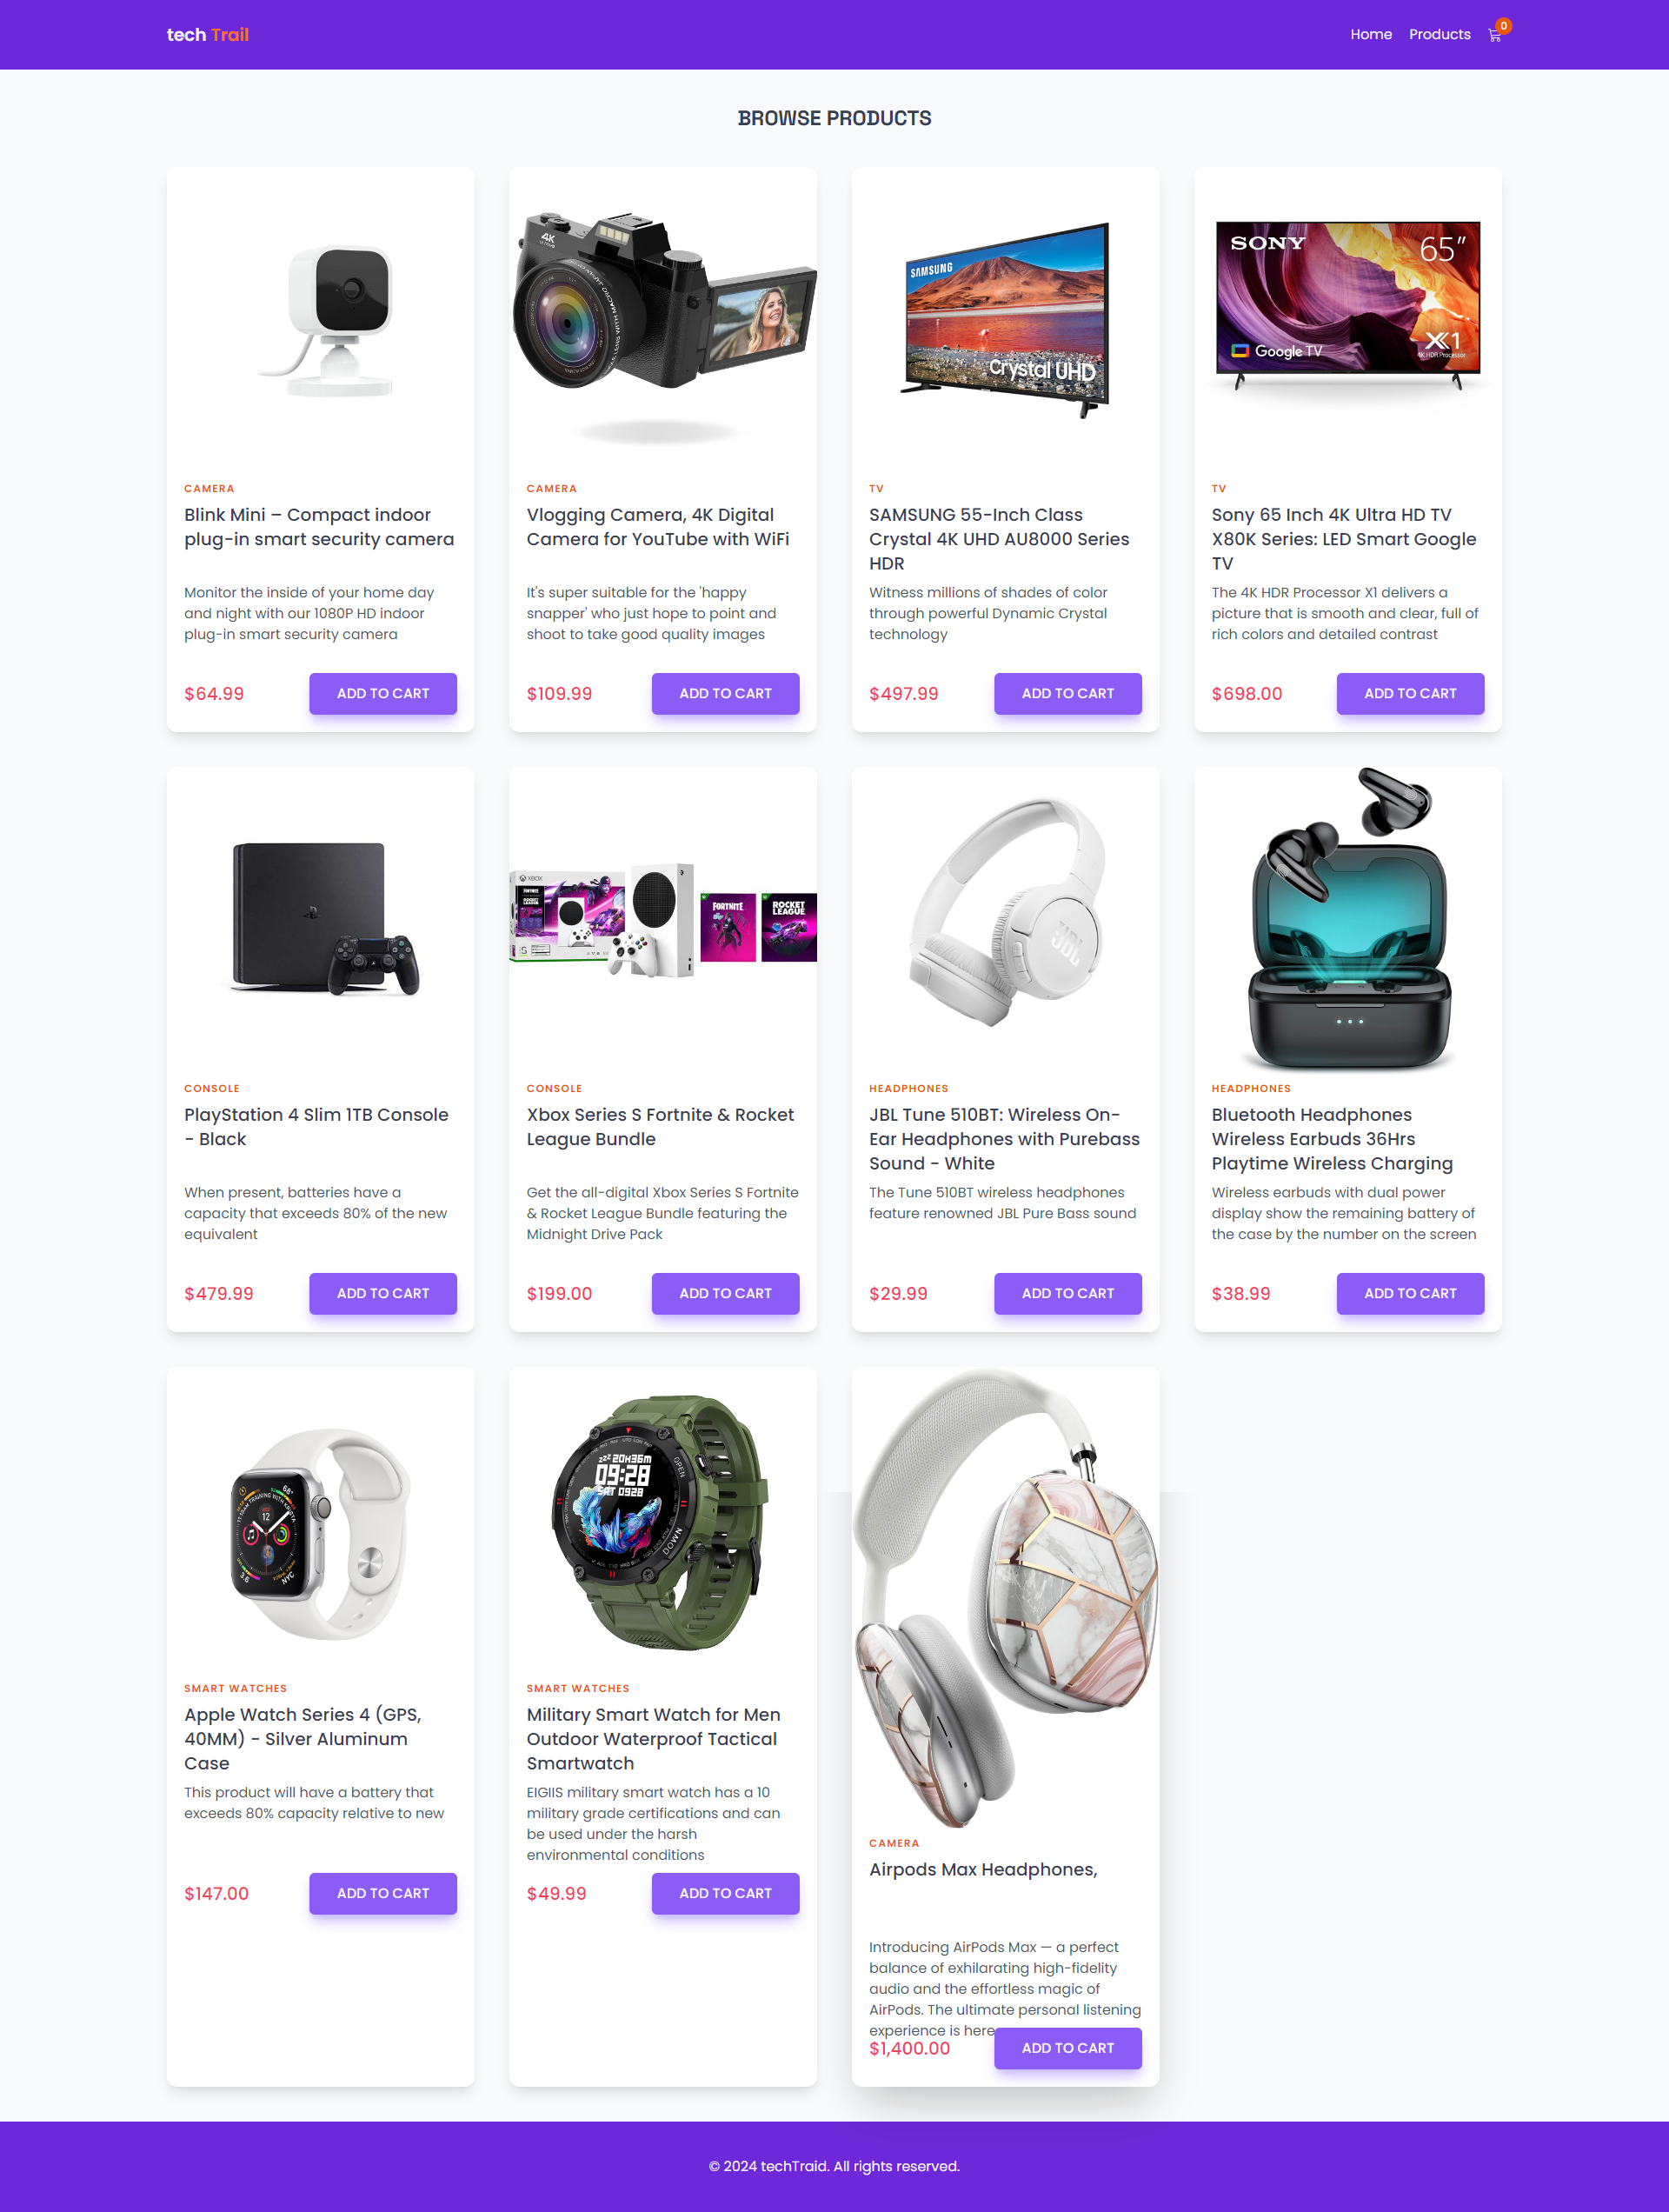 tech Trail
Home Products 0
BROWSE PRODUCTS
4K
SAMSUNG
Crystal UHD
SONY
65”
Google TV
X1
4K HDR Processor
CAMERA
Blink Mini – Compact indoor
plug-in smart security camera
Monitor the inside of your home day
and night with our 1080P HD indoor
plug-in smart security camera
$64.99 ADD TO CART
CAMERA
Vlogging Camera, 4K Digital
Camera for YouTube with WiFi
It's super suitable for the 'happy
snapper' who just hope to point and
shoot to take good quality images
$109.99 ADD TO CART
TV
SAMSUNG 55-Inch Class
Crystal 4K UHD AU8000 Series
HDR
Witness millions of shades of color
through powerful Dynamic Crystal
technology
$497.99 ADD TO CART
TV
Sony 65 Inch 4K Ultra HD TV
X80K Series: LED Smart Google
TV
The 4K HDR Processor X1 delivers a
picture that is smooth and clear, full of
rich colors and detailed contrast
$698.00 ADD TO CART
XBOX
FORTNITE
ROCKET
LEAGUE
FORTNITE
ROCKET
LEAGUE
JBL
CONSOLE
PlayStation 4 Slim 1TB Console
- Black
When present, batteries have a
capacity that exceeds 80% of the new
equivalent
$479.99 ADD TO CART
CONSOLE
Xbox Series S Fortnite & Rocket
League Bundle
Get the all-digital Xbox Series S Fortnite
& Rocket League Bundle featuring the
Midnight Drive Pack
$199.00 ADD TO CART
HEADPHONES
JBL Tune 510BT: Wireless On-
Ear Headphones with Purebass
Sound - White
The Tune 510BT wireless headphones
feature renowned JBL Pure Bass sound
$29.99 ADD TO CART
HEADPHONES
Bluetooth Headphones
Wireless Earbuds 36Hrs
Playtime Wireless Charging
Wireless earbuds with dual power
display show the remaining battery of
the case by the number on the screen
$38.99 ADD TO CART
68°
12
3.6
NYC
zzZ 20H36m
09:28
SAT 0928
OPEN
DOWN
SMART WATCHES
Apple Watch Series 4 (GPS,
40MM) - Silver Aluminum
Case
This product will have a battery that
exceeds 80% capacity relative to new
$147.00 ADD TO CART
SMART WATCHES
Military Smart Watch for Men
Outdoor Waterproof Tactical
Smartwatch
EIGIIS military smart watch has a 10
military grade certifications and can
be used under the harsh
environmental conditions
$49.99 ADD TO CART
CAMERA
Airpods Max Headphones,
Introducing AirPods Max — a perfect
balance of exhilarating high-fidelity
audio and the effortless magic of
AirPods. The ultimate personal listening
experience is here
$1,400.00 ADD TO CART
© 2024 techTraid. All rights reserved.